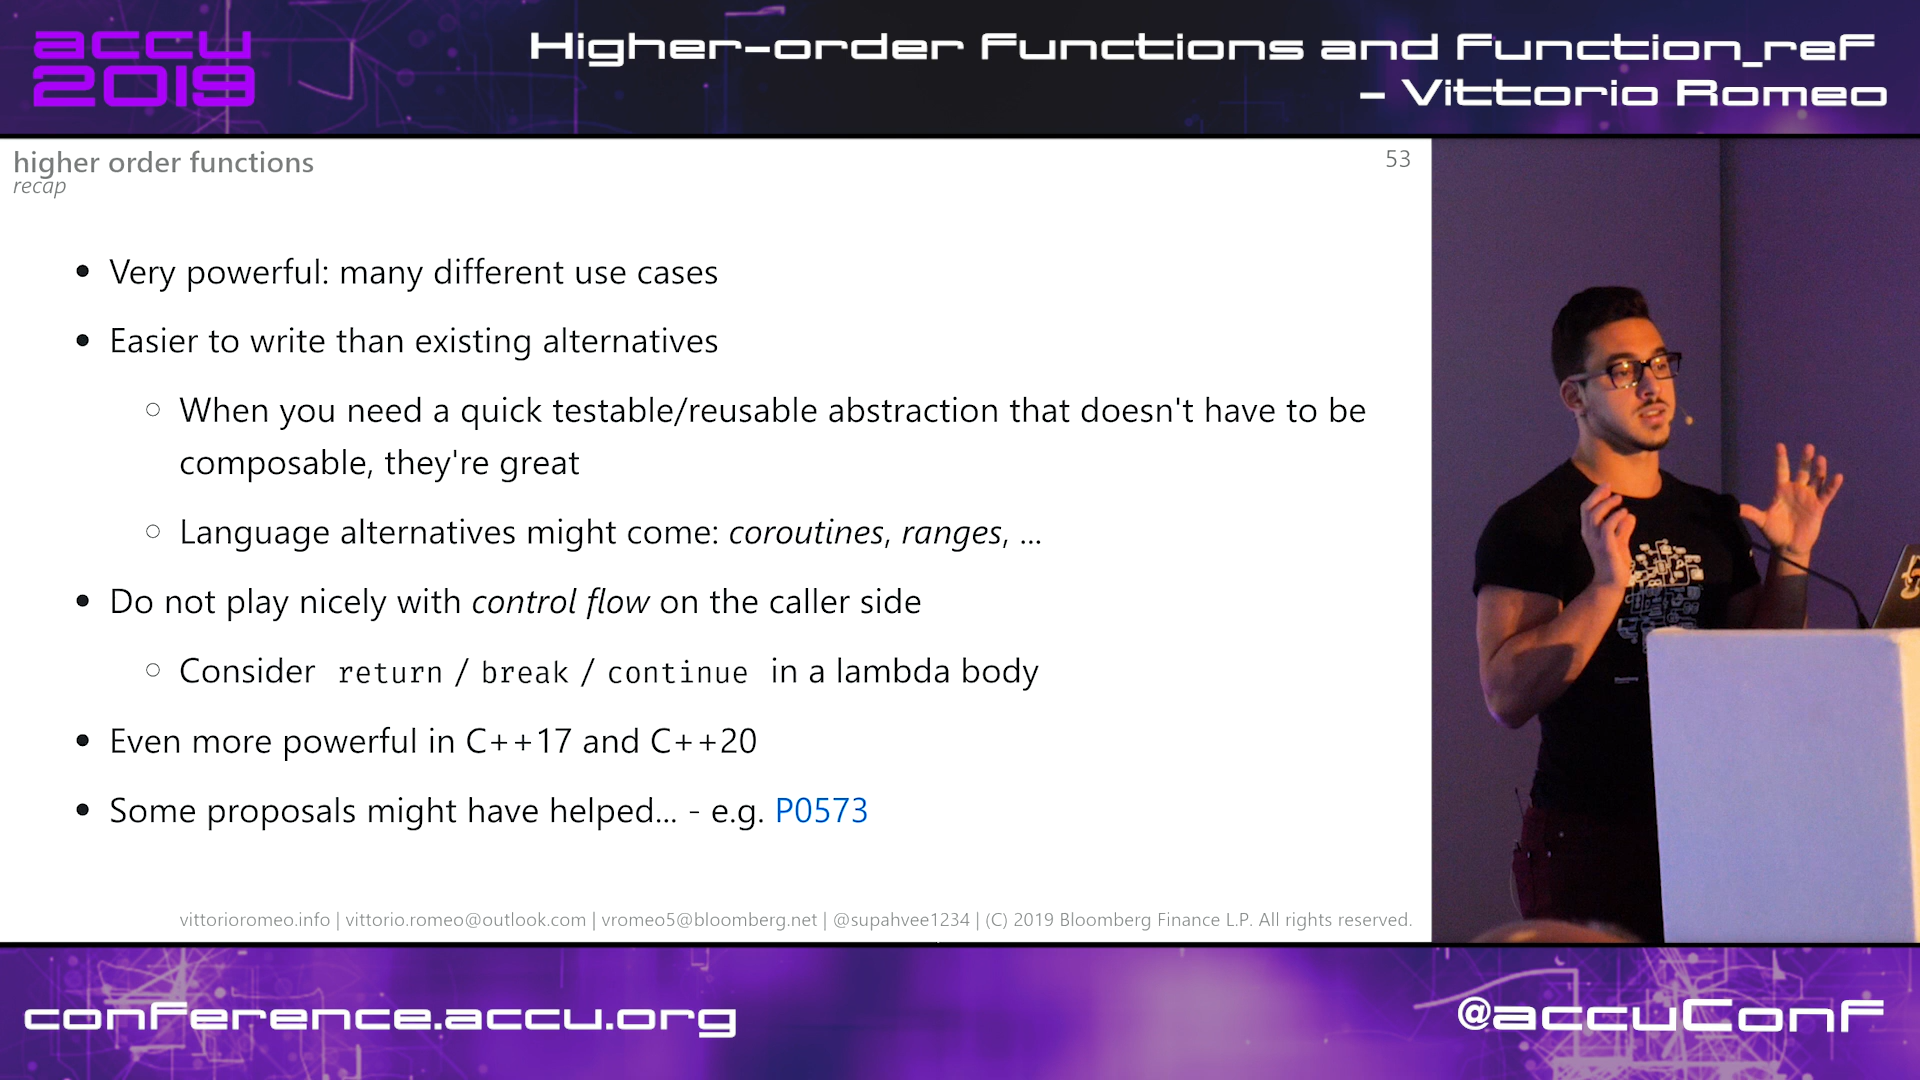 accu
2019
Higher-order Functions and function_ref
- Vittorio Romeo
higher order functions
recap
53
• Very powerful: many different use cases
• Easier to write than existing alternatives
○ When you need a quick testable/reusable abstraction that doesn't have to be
composable, they're great
○ Language alternatives might come: coroutines, ranges, ...
• Do not play nicely with control flow on the caller side
○ Consider return / break / continue in a lambda body
• Even more powerful in C++17 and C++20
• Some proposals might have helped... - e.g. P0573
vittorioromeo.info | vittorio.romeo@outlook.com | vromeo5@bloomberg.net | @supahvee1234 | (C) 2019 Bloomberg Finance L.P. All rights reserved.
conference.accu.org
@accuConf